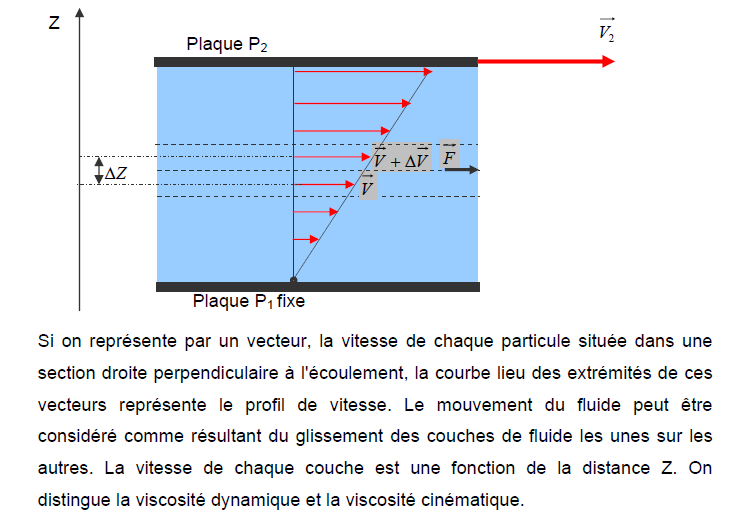 Z
V₂
Plaque P₂
V + ΔV F
ΔZ
V
Plaque P₁ fixe
Si on représente par un vecteur, la vitesse de chaque particule située dans une
section droite perpendiculaire à l'écoulement, la courbe lieu des extrémités de ces
vecteurs représente le profil de vitesse. Le mouvement du fluide peut être
considéré comme résultant du glissement des couches de fluide les unes sur les
autres. La vitesse de chaque couche est une fonction de la distance Z. On
distingue la viscosité dynamique et la viscosité cinématique.